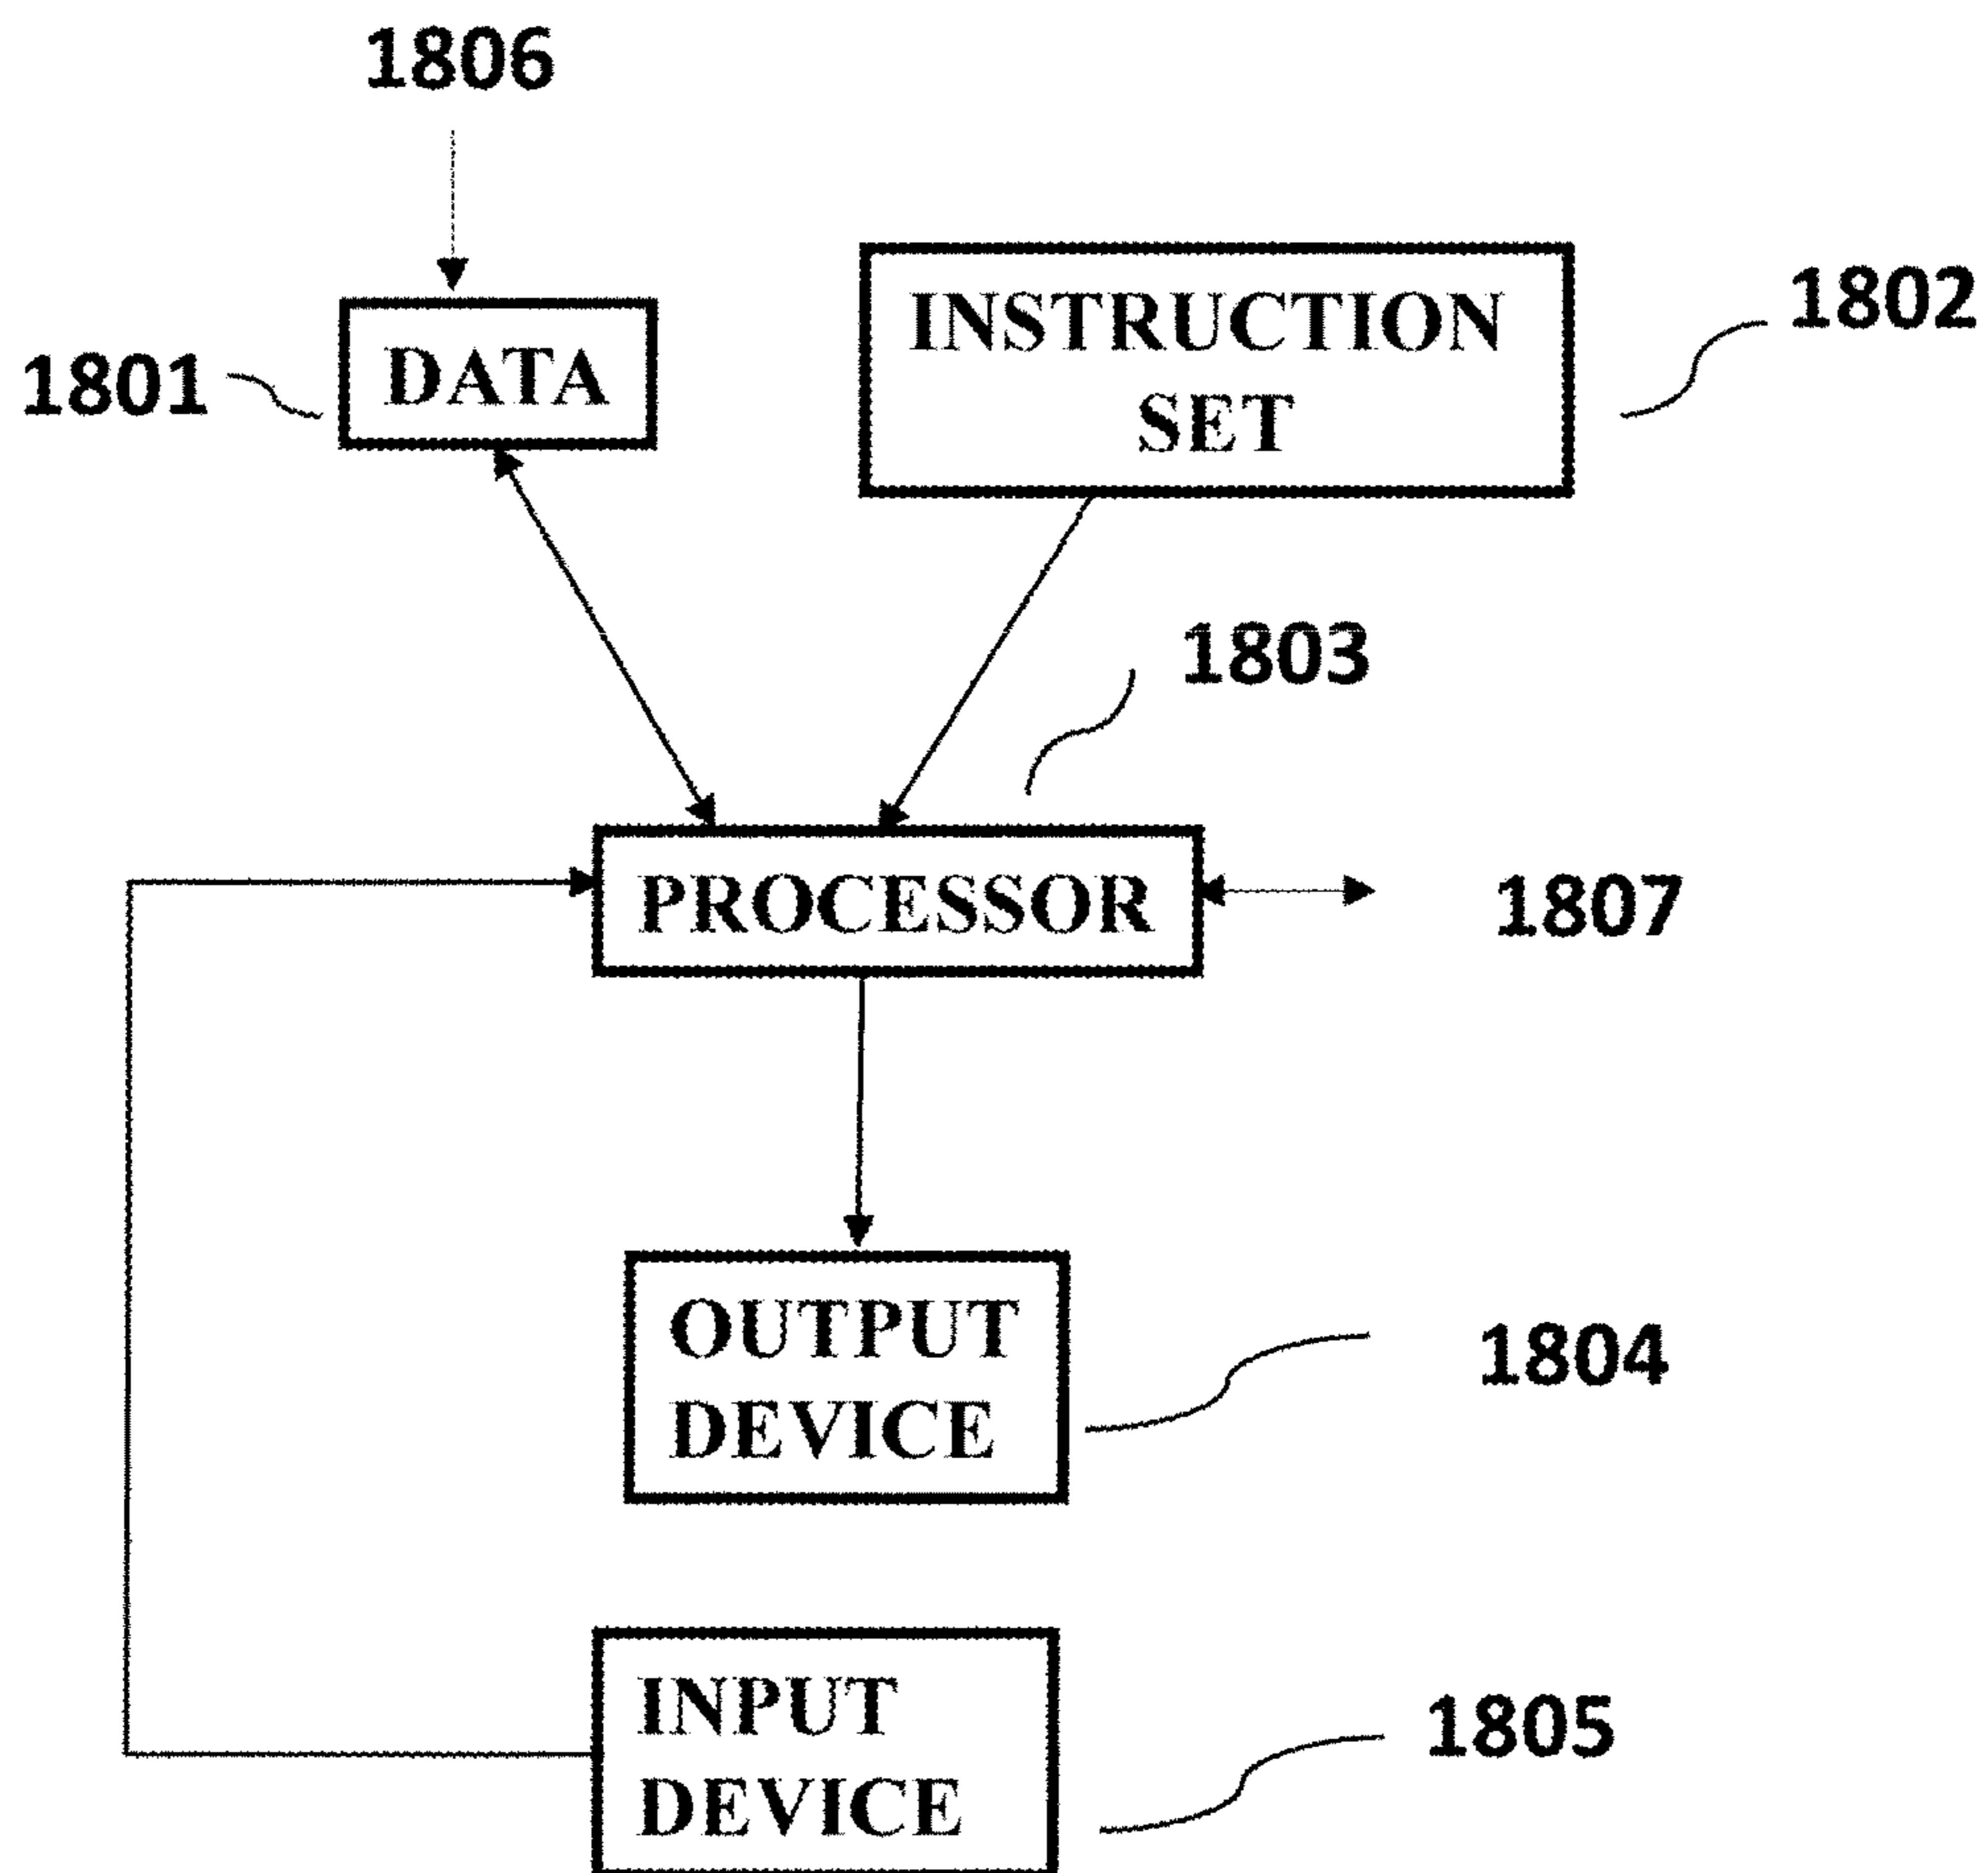 1806
INSTRUCTION
SET
1802
1801
DATA
1803
PROCESSOR
1807
OUTPUT
DEVICE
1804
INPUT
DEVICE
1805